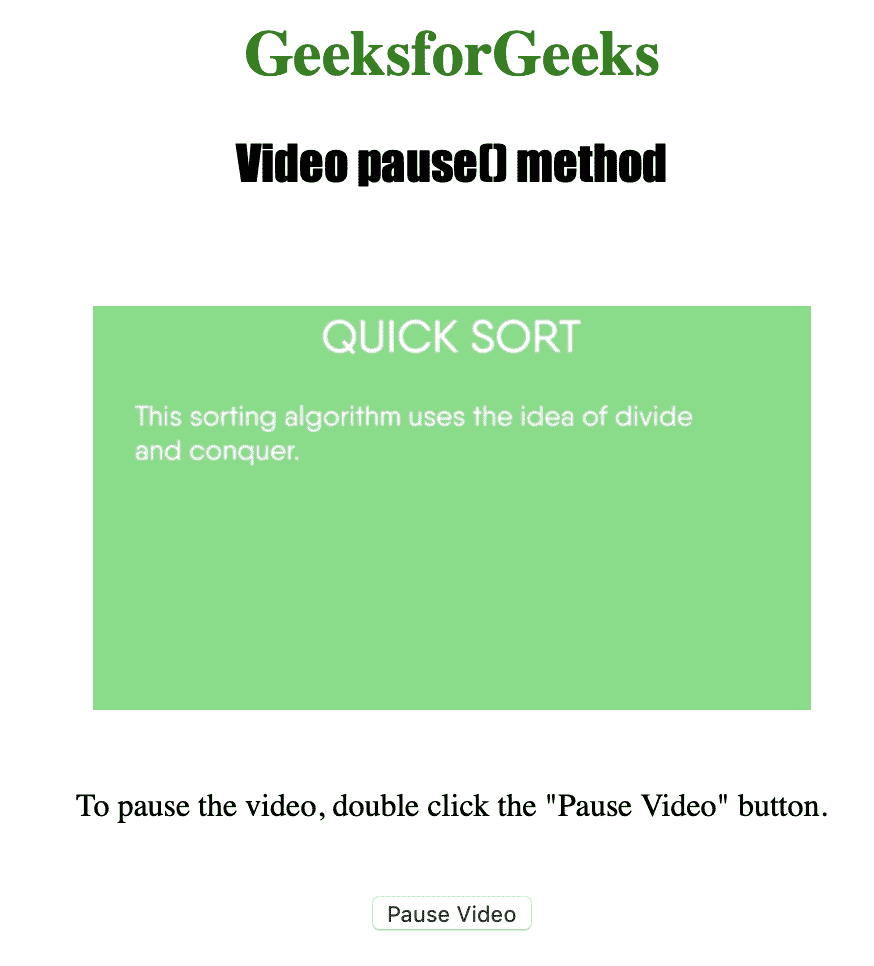 GeeksforGeeks
Video pause() method
QUICK SORT
This sorting algorithm uses the idea of divide
and conquer.
To pause the video, double click the "Pause Video" button.
Pause Video